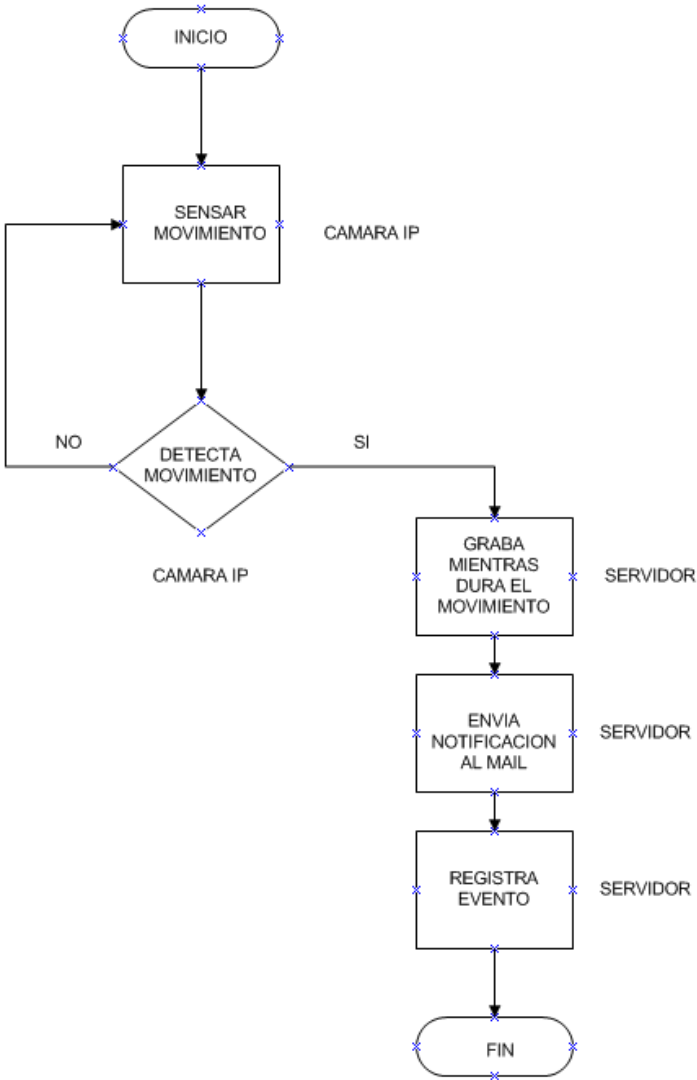 INICIO
SENSAR
MOVIMIENTO
CAMARA IP
NO
DETECTA
MOVIMIENTO
SI
CAMARA IP
GRABA
MIENTRAS
DURA EL
MOVIMIENTO
SERVIDOR
ENVIA
NOTIFICACION
AL MAIL
SERVIDOR
REGISTRA
EVENTO
SERVIDOR
FIN